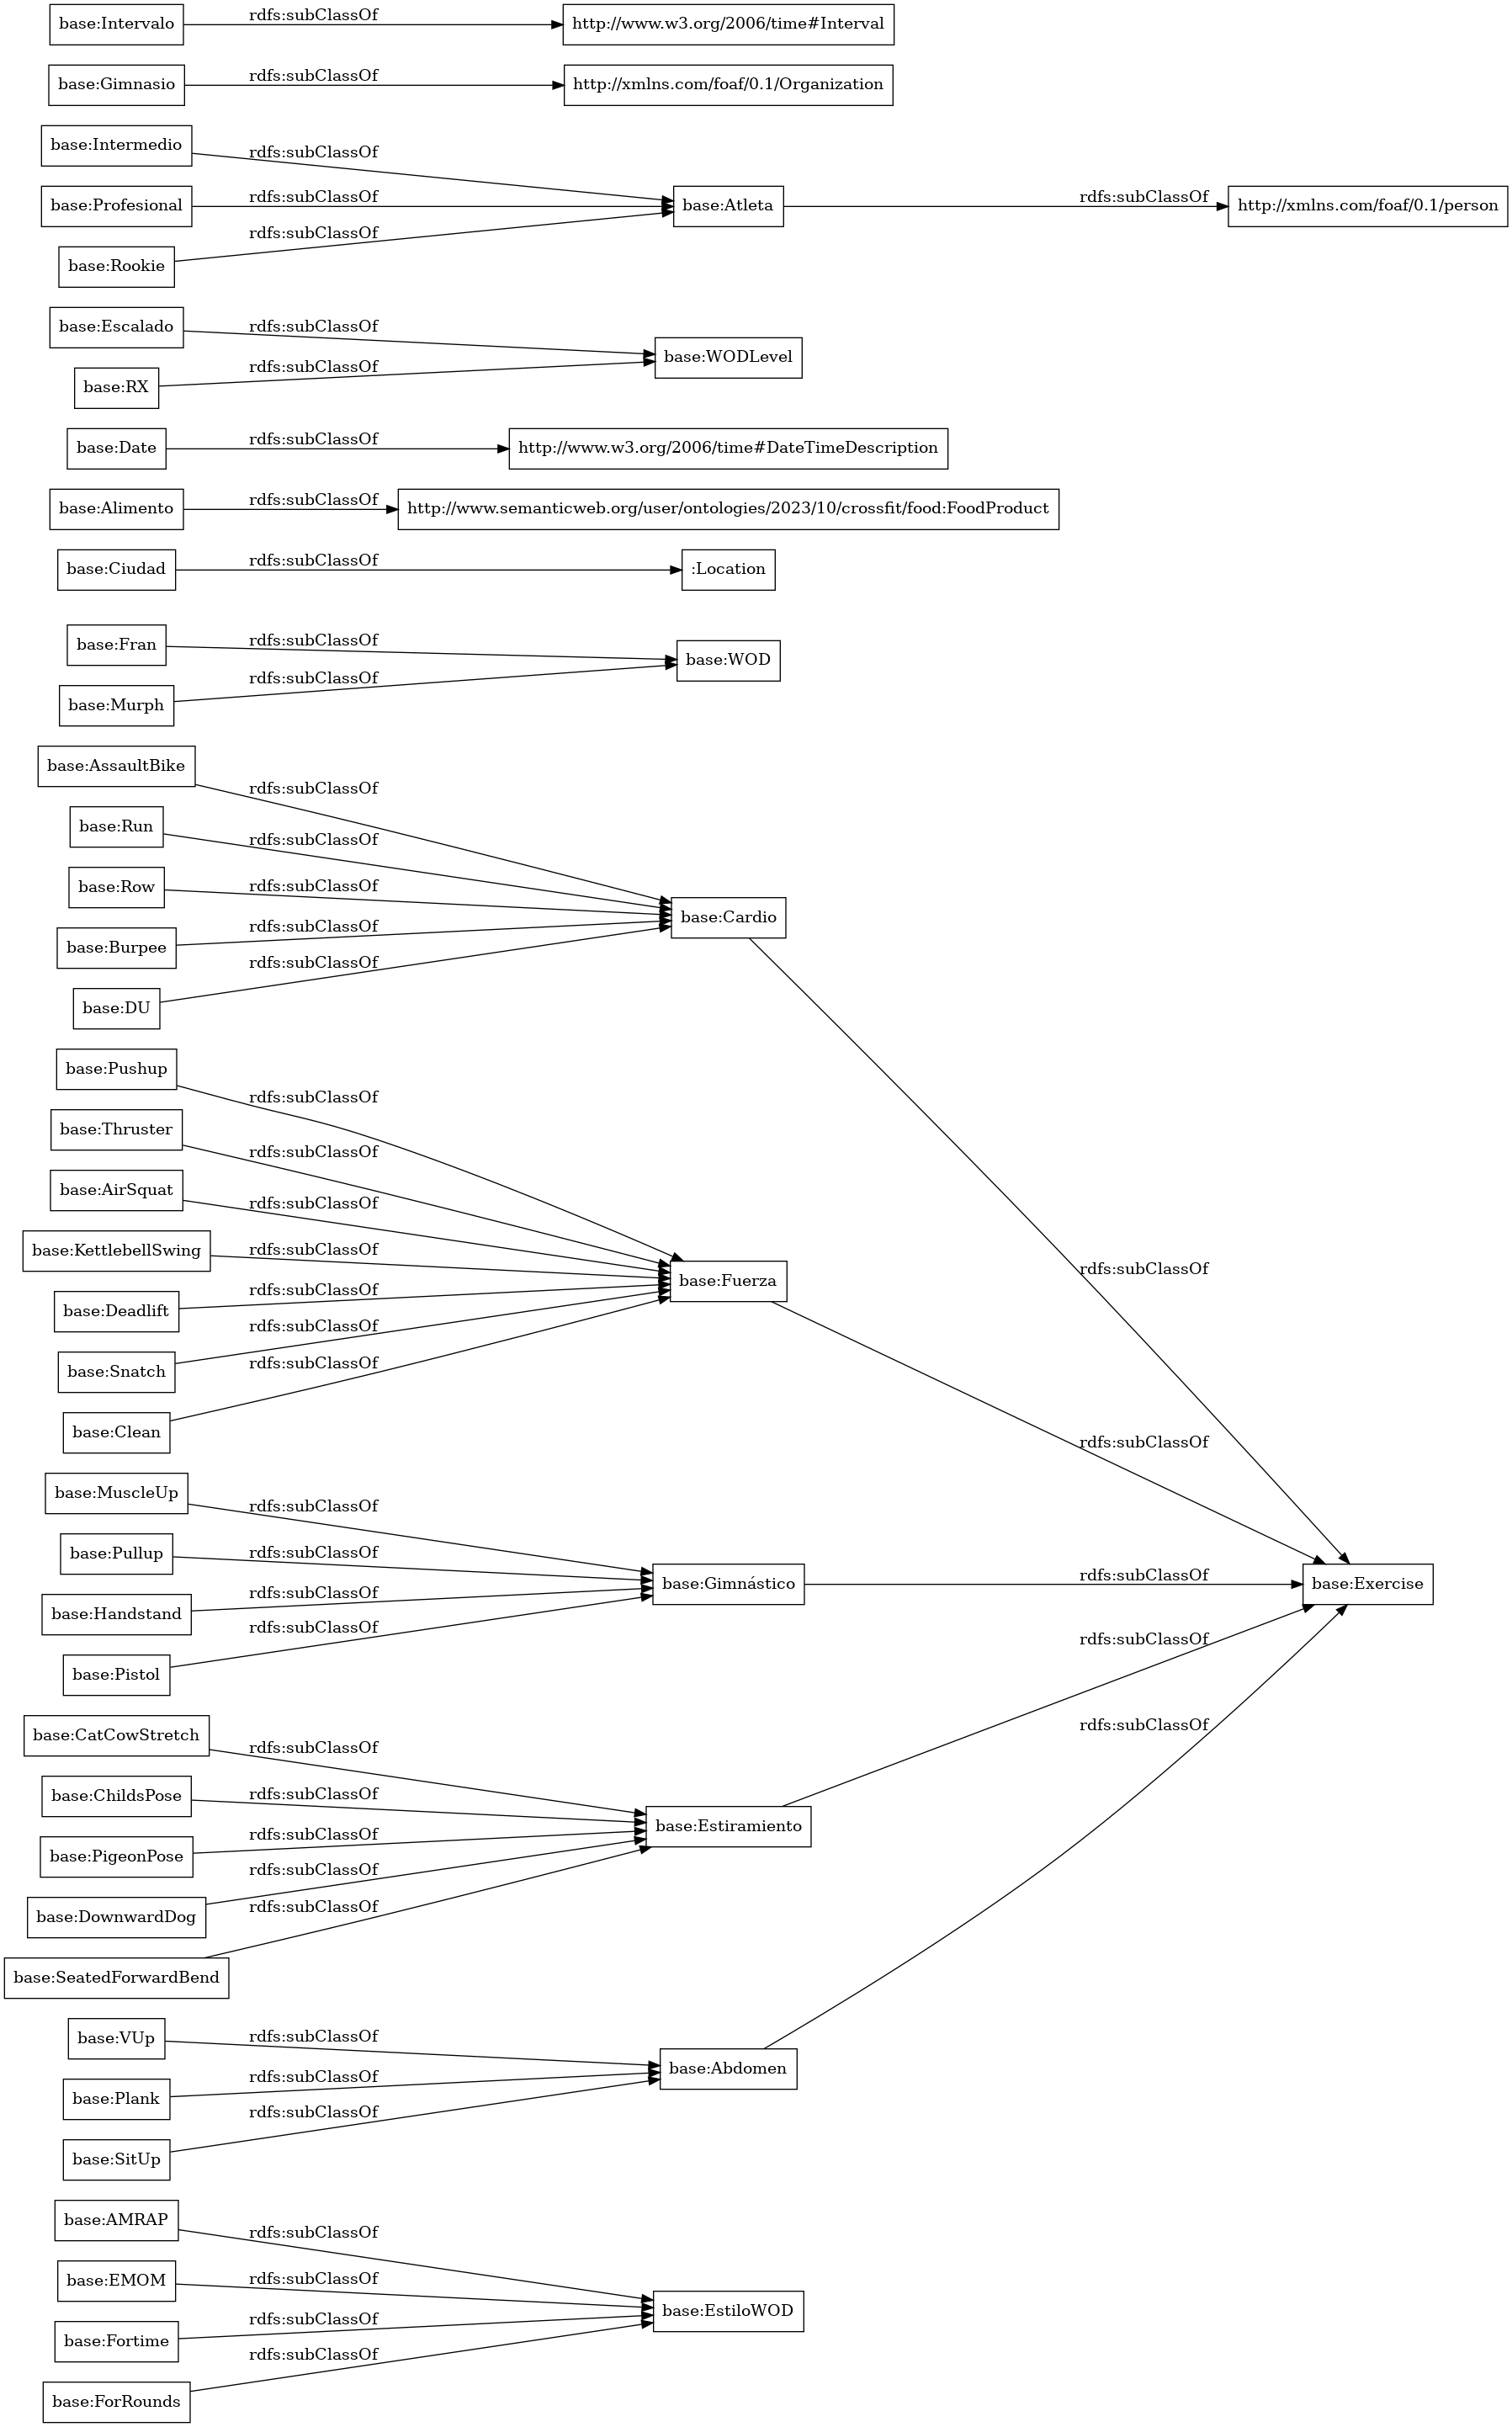 base:Intervalo
rdfs:subClassOf
http://www.w3.org/2006/time#Interval
base:Gimnasio
rdfs:subClassOf
http://xmlns.com/foaf/0.1/Organization
base:Intermedio
rdfs:subClassOf
base:Profesional
rdfs:subClassOf
base:Atleta
rdfs:subClassOf
http://xmlns.com/foaf/0.1/person
base:Rookie
rdfs:subClassOf
base:Escalado
rdfs:subClassOf
base:WODLevel
base:RX
rdfs:subClassOf
base:Date
rdfs:subClassOf
http://www.w3.org/2006/time#DateTimeDescription
base:Alimento
rdfs:subClassOf
http://www.semanticweb.org/user/ontologies/2023/10/crossfit/food:FoodProduct
base:Ciudad
rdfs:subClassOf
:Location
base:Fran
rdfs:subClassOf
base:WOD
base:Murph
rdfs:subClassOf
base:AssaultBike
rdfs:subClassOf
base:Run
rdfs:subClassOf
base:Row
rdfs:subClassOf
base:Cardio
base:Burpee
rdfs:subClassOf
base:DU
rdfs:subClassOf
base:Pushup
rdfs:subClassOf
base:Thruster
rdfs:subClassOf
base:AirSquat
rdfs:subClassOf
base:KettlebellSwing
rdfs:subClassOf
base:Fuerza
rdfs:subClassOf
base:Deadlift
rdfs:subClassOf
base:Snatch
rdfs:subClassOf
base:Clean
rdfs:subClassOf
rdfs:subClassOf
base:MuscleUp
rdfs:subClassOf
base:Pullup
rdfs:subClassOf
base:Gimnástico
rdfs:subClassOf
base:Exercise
base:Handstand
rdfs:subClassOf
base:Pistol
rdfs:subClassOf
rdfs:subClassOf
base:CatCowStretch
rdfs:subClassOf
rdfs:subClassOf
base:ChildsPose
rdfs:subClassOf
base:Estiramiento
base:PigeonPose
rdfs:subClassOf
base:DownwardDog
rdfs:subClassOf
base:SeatedForwardBend
rdfs:subClassOf
base:VUp
rdfs:subClassOf
base:Abdomen
base:Plank
rdfs:subClassOf
base:SitUp
rdfs:subClassOf
base:AMRAP
rdfs:subClassOf
base:EMOM
rdfs:subClassOf
base:EstiloWOD
base:Fortime
rdfs:subClassOf
base:ForRounds
rdfs:subClassOf